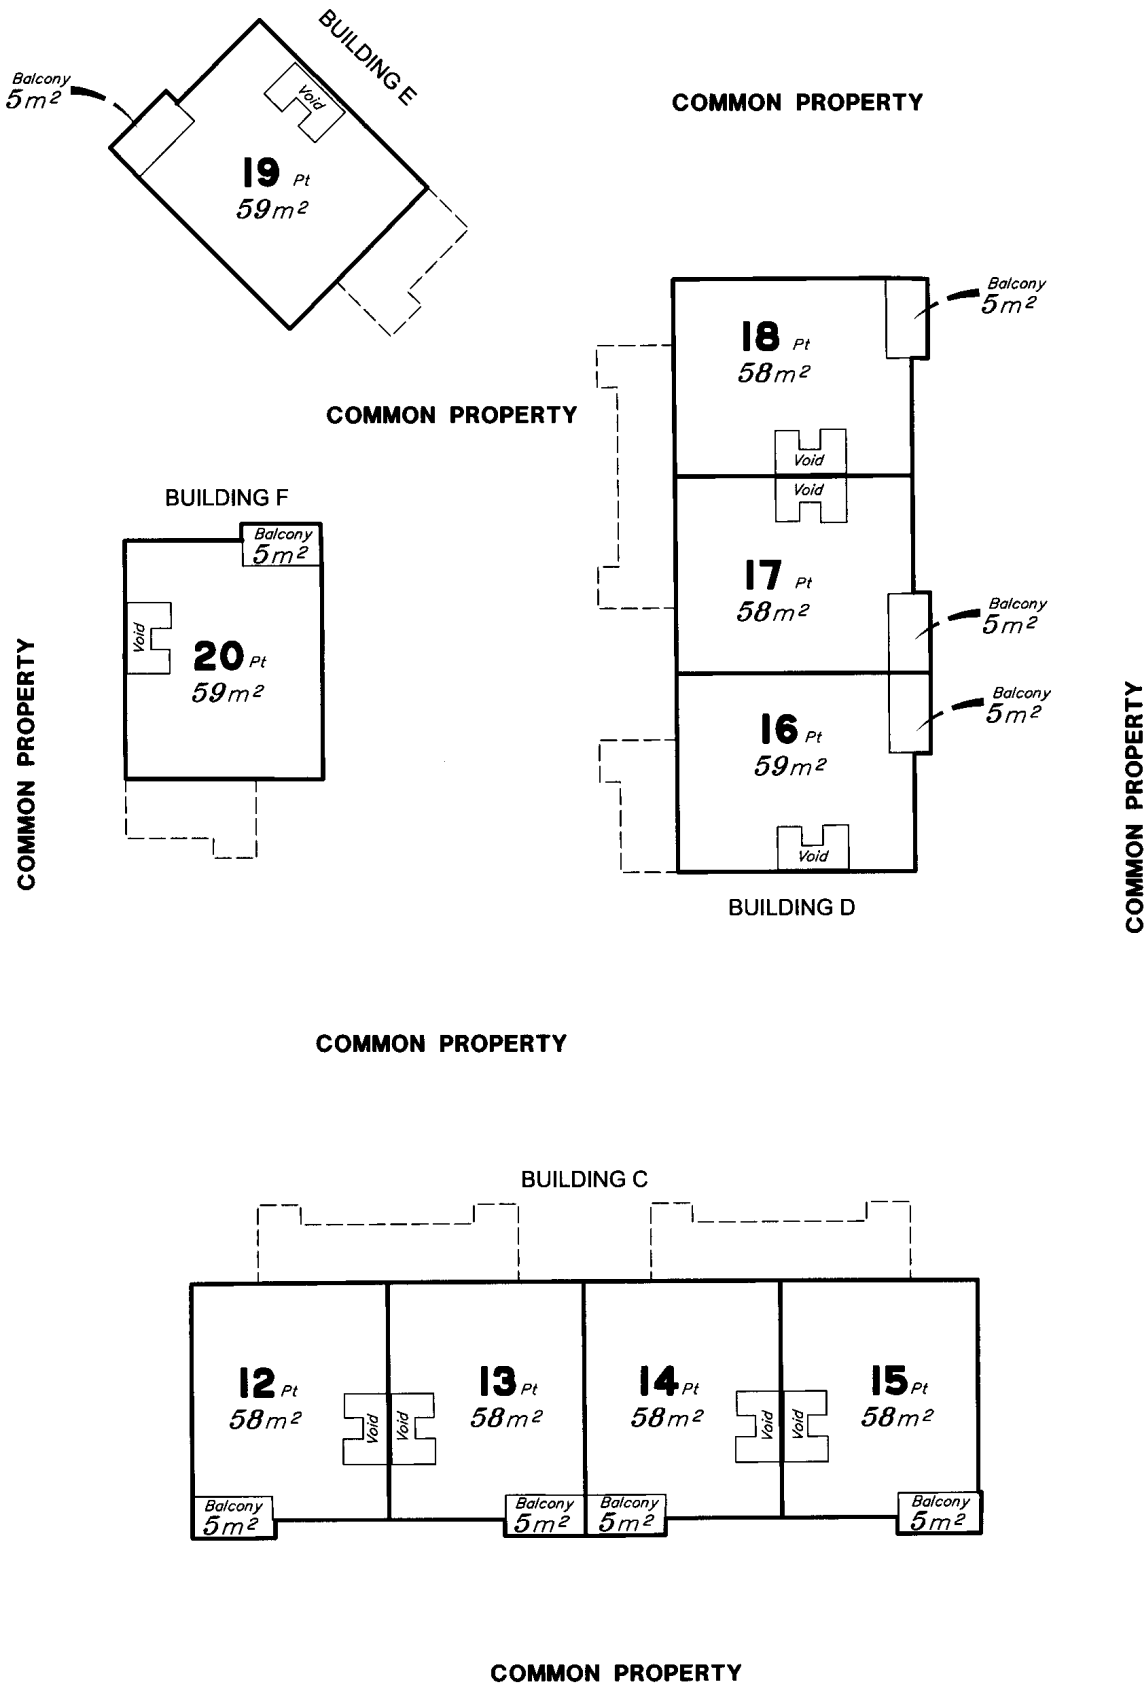 BUILDING E
Balcony
5m²
Void
19 Pt
59m²
COMMON PROPERTY
Balcony
5m²
18 Pt
58m²
Void
COMMON PROPERTY
Void
17 Pt
58m²
Balcony
5m²
Balcony
5m²
16 Pt
59m²
Void
BUILDING D
BUILDING F
Balcony
5m²
Void
20 Pt
59m²
COMMON PROPERTY
COMMON PROPERTY
COMMON PROPERTY
BUILDING C
12 Pt
58m²
Void
Balcony
5m²
13 Pt
58m²
Void
Balcony
5m²
14 Pt
58m²
Void
Balcony
5m²
15 Pt
58m²
Void
Balcony
5m²
COMMON PROPERTY